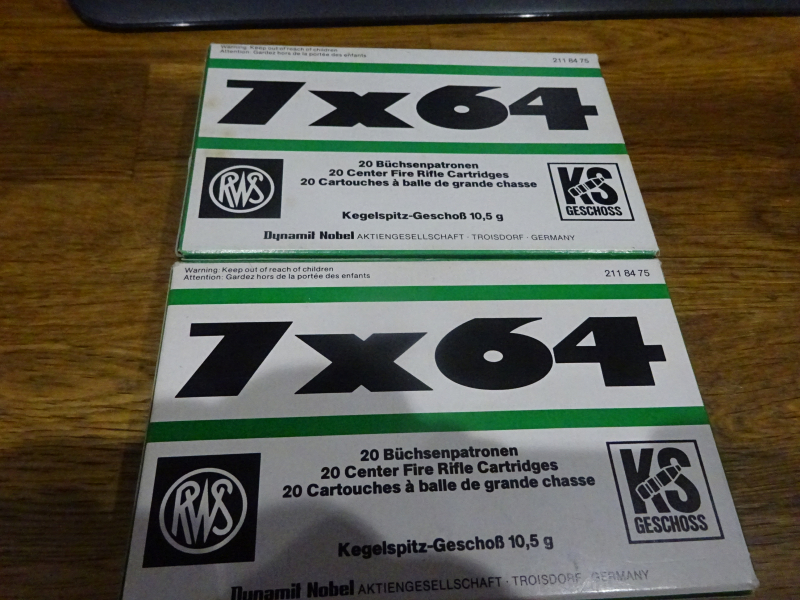 Warning: Keep out of reach of children
Attention: Gardez hors de la portée des enfants
211 84 75
7x64
20 Büchsenpatronen
20 Center Fire Rifle Cartridges
20 Cartouches à balle de grande chasse
RWS
KS
GESCHOSS
Kegelspitz-Geschoß 10,5 g
Dynamit Nobel AKTIENGESELLSCHAFT · TROISDORF · GERMANY
Warning: Keep out of reach of children
Attention: Gardez hors de la portée des enfants
211 84 75
7x64
20 Büchsenpatronen
20 Center Fire Rifle Cartridges
20 Cartouches à balle de grande chasse
RWS
KS
GESCHOSS
Kegelspitz-Geschoß 10,5 g
Dynamit Nobel AKTIENGESELLSCHAFT · TROISDORF · GERMANY